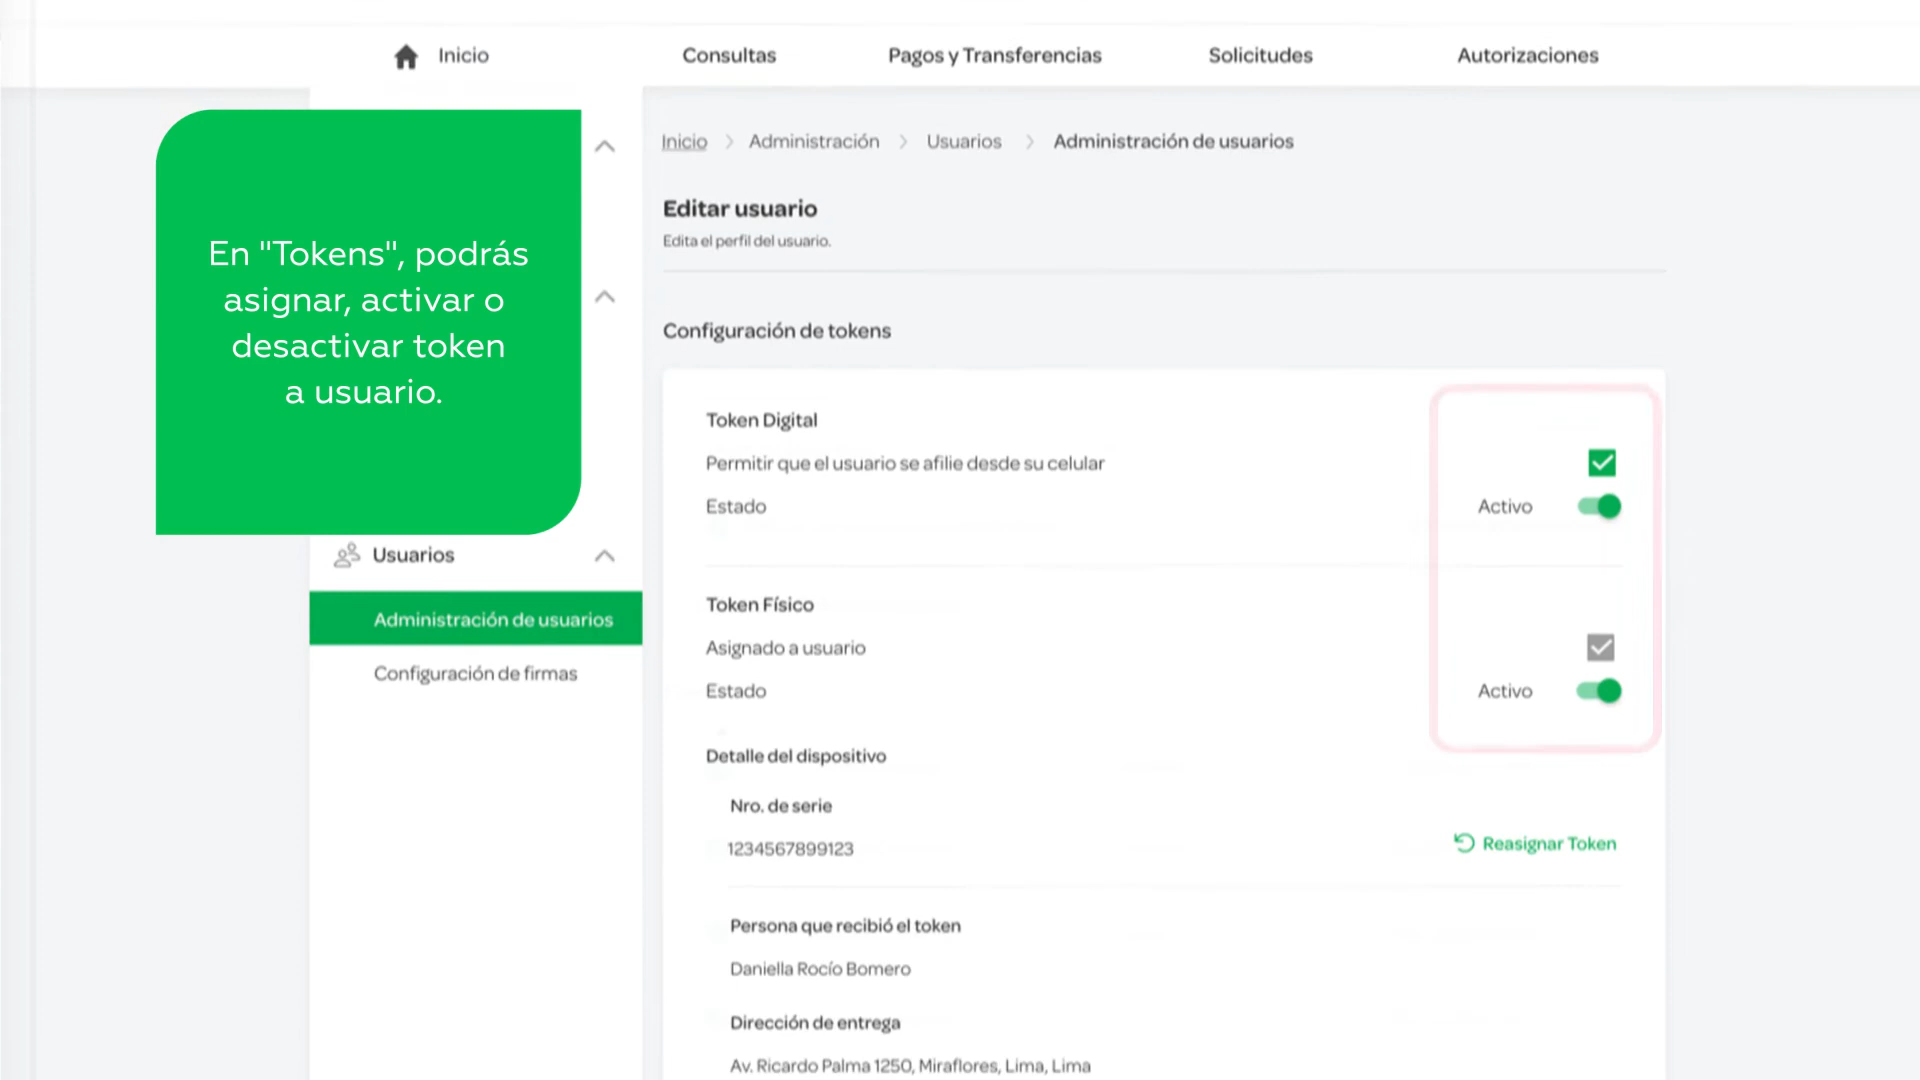 Inicio
Consultas
Pagos y Transferencias
Solicitudes
Autorizaciones
En "Tokens", podrás
asignar, activar o
desactivar token
a usuario.
Usuarios
Administración de usuarios
Configuración de firmas
Inicio > Administración > Usuarios > Administración de usuarios
Editar usuario
Edita el perfil del usuario.
Configuración de tokens
Token Digital
Permitir que el usuario se afilie desde su celular
Estado Activo
Token Físico
Asignado a usuario
Estado Activo
Detalle del dispositivo
Nro. de serie
1234567899123
Reasignar Token
Persona que recibió el token
Daniella Rocío Bomero
Dirección de entrega
Av. Ricardo Palma 1250, Miraflores, Lima, Lima